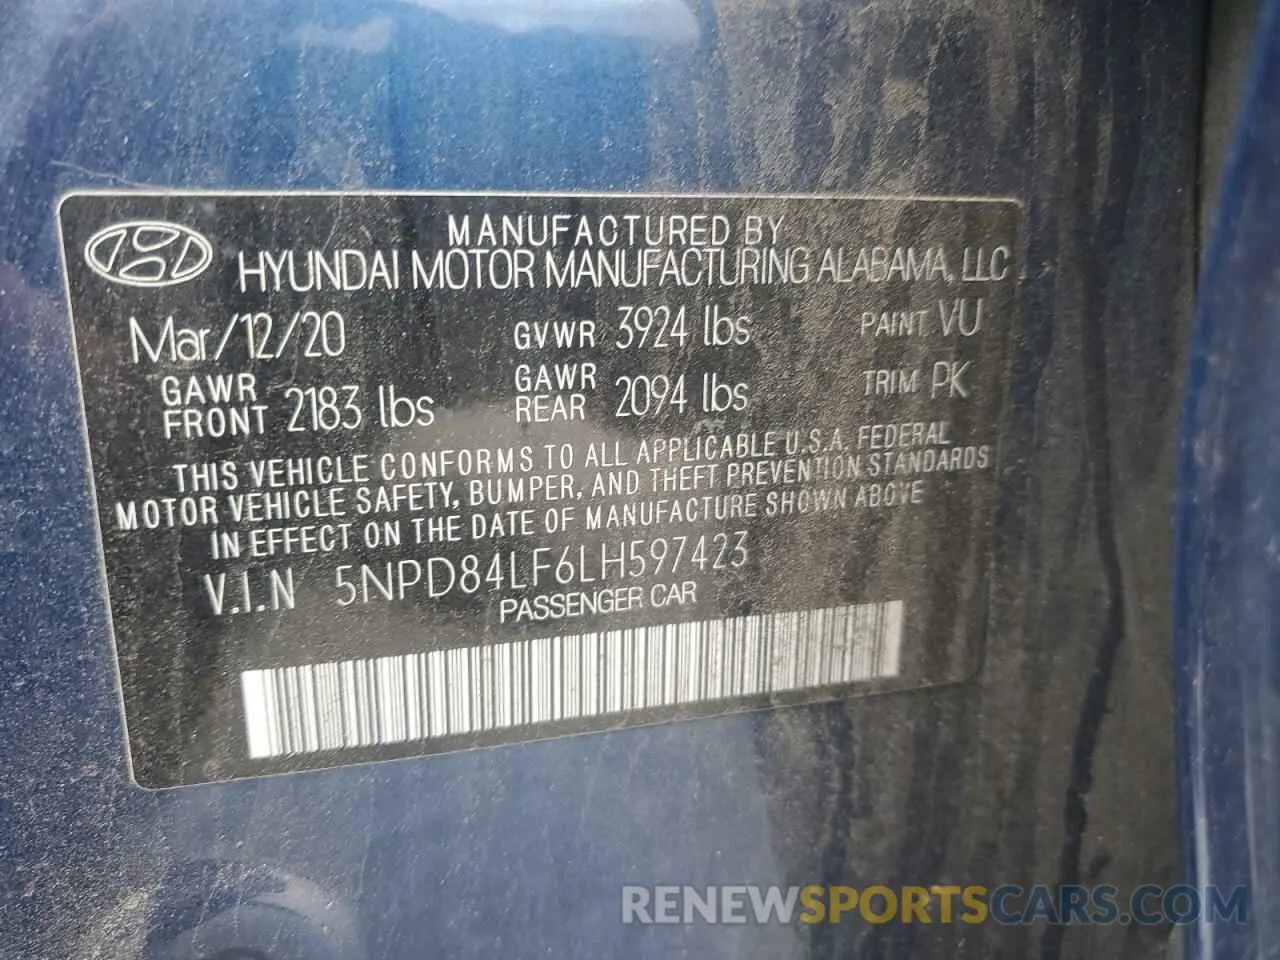 MANUFACTURED BY
HYUNDAI MOTOR MANUFACTURING ALABAMA, LLC
Mar/12/20 GVWR 3924 lbs PAINT VU
GAWR FRONT 2183 lbs GAWR REAR 2094 lbs TRIM PK
THIS VEHICLE CONFORMS TO ALL APPLICABLE U.S.A. FEDERAL
MOTOR VEHICLE SAFETY, BUMPER, AND THEFT PREVENTION STANDARDS
IN EFFECT ON THE DATE OF MANUFACTURE SHOWN ABOVE
V.I.N 5NPD84LF6LH597423
PASSENGER CAR
RENEWSPORTSCARS.COM